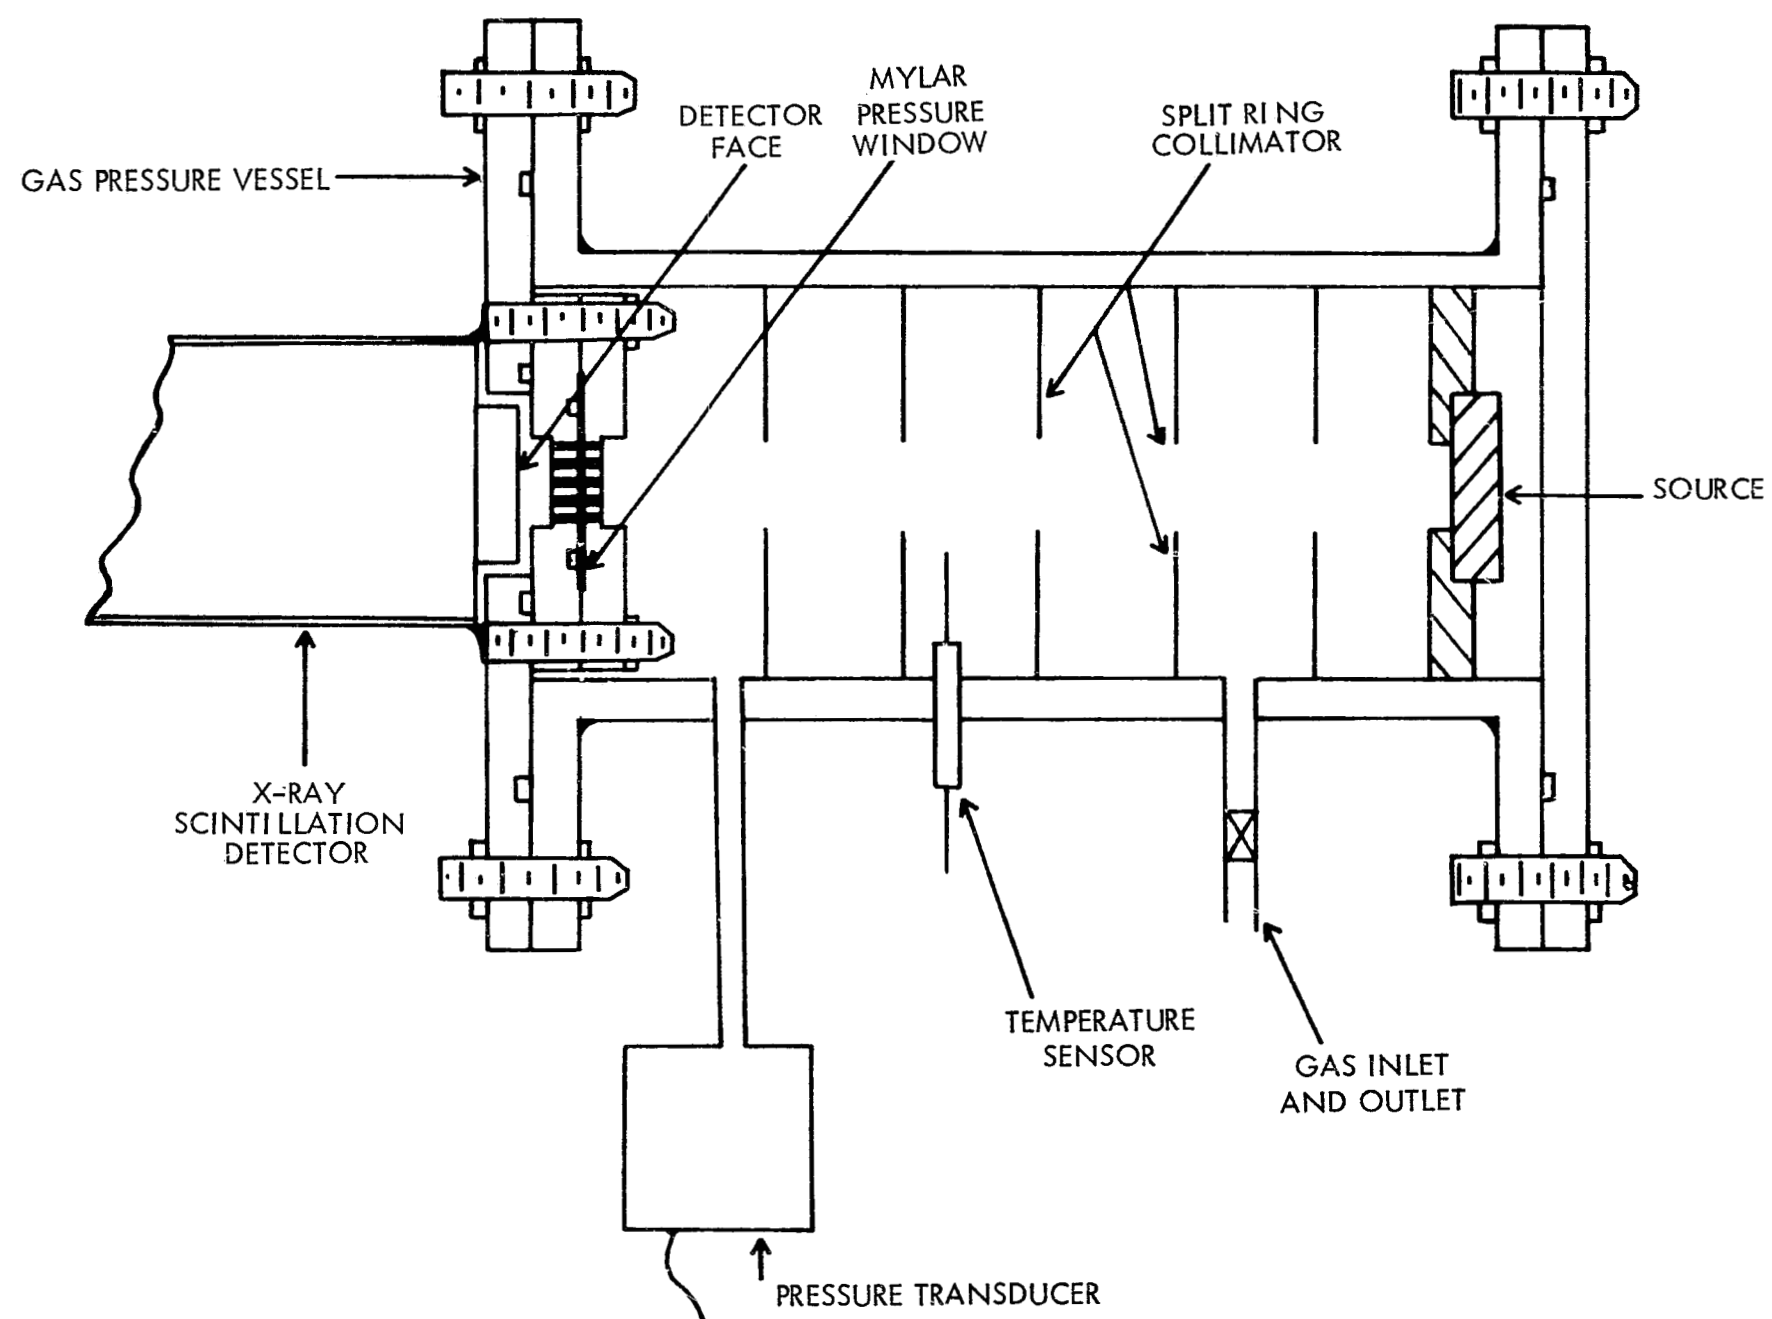 MYLAR
PRESSURE
WINDOW
DETECTOR
FACE
SPLIT RING
COLLIMATOR
GAS PRESSURE VESSEL
SOURCE
X-RAY
SCINTILLATION
DETECTOR
TEMPERATURE
SENSOR
GAS INLET
AND OUTLET
PRESSURE TRANSDUCER